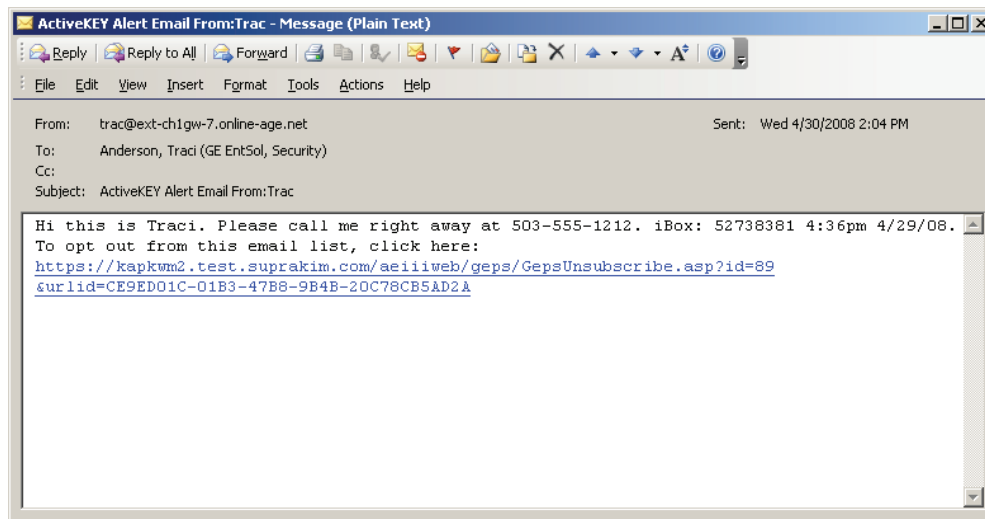 ActiveKEY Alert Email From:Trac - Message (Plain Text)
Reply Reply to All Forward
File Edit View Insert Format Tools Actions Help
From: trac@ext-ch1gw-7.online-age.net Sent: Wed 4/30/2008 2:04 PM
To: Anderson, Traci (GE EntSol, Security)
Cc:
Subject: ActiveKEY Alert Email From:Trac
Hi this is Traci. Please call me right away at 503-555-1212. iBox: 52738381 4:36pm 4/29/08.
To opt out from this email list, click here:
https://kapkwm2.test.suprakim.com/aeiiiweb/geps/GepsUnsubscribe.asp?id=89
&urlid=CE9ED01C-01B3-47B8-9B4B-20C78CB5AD2A